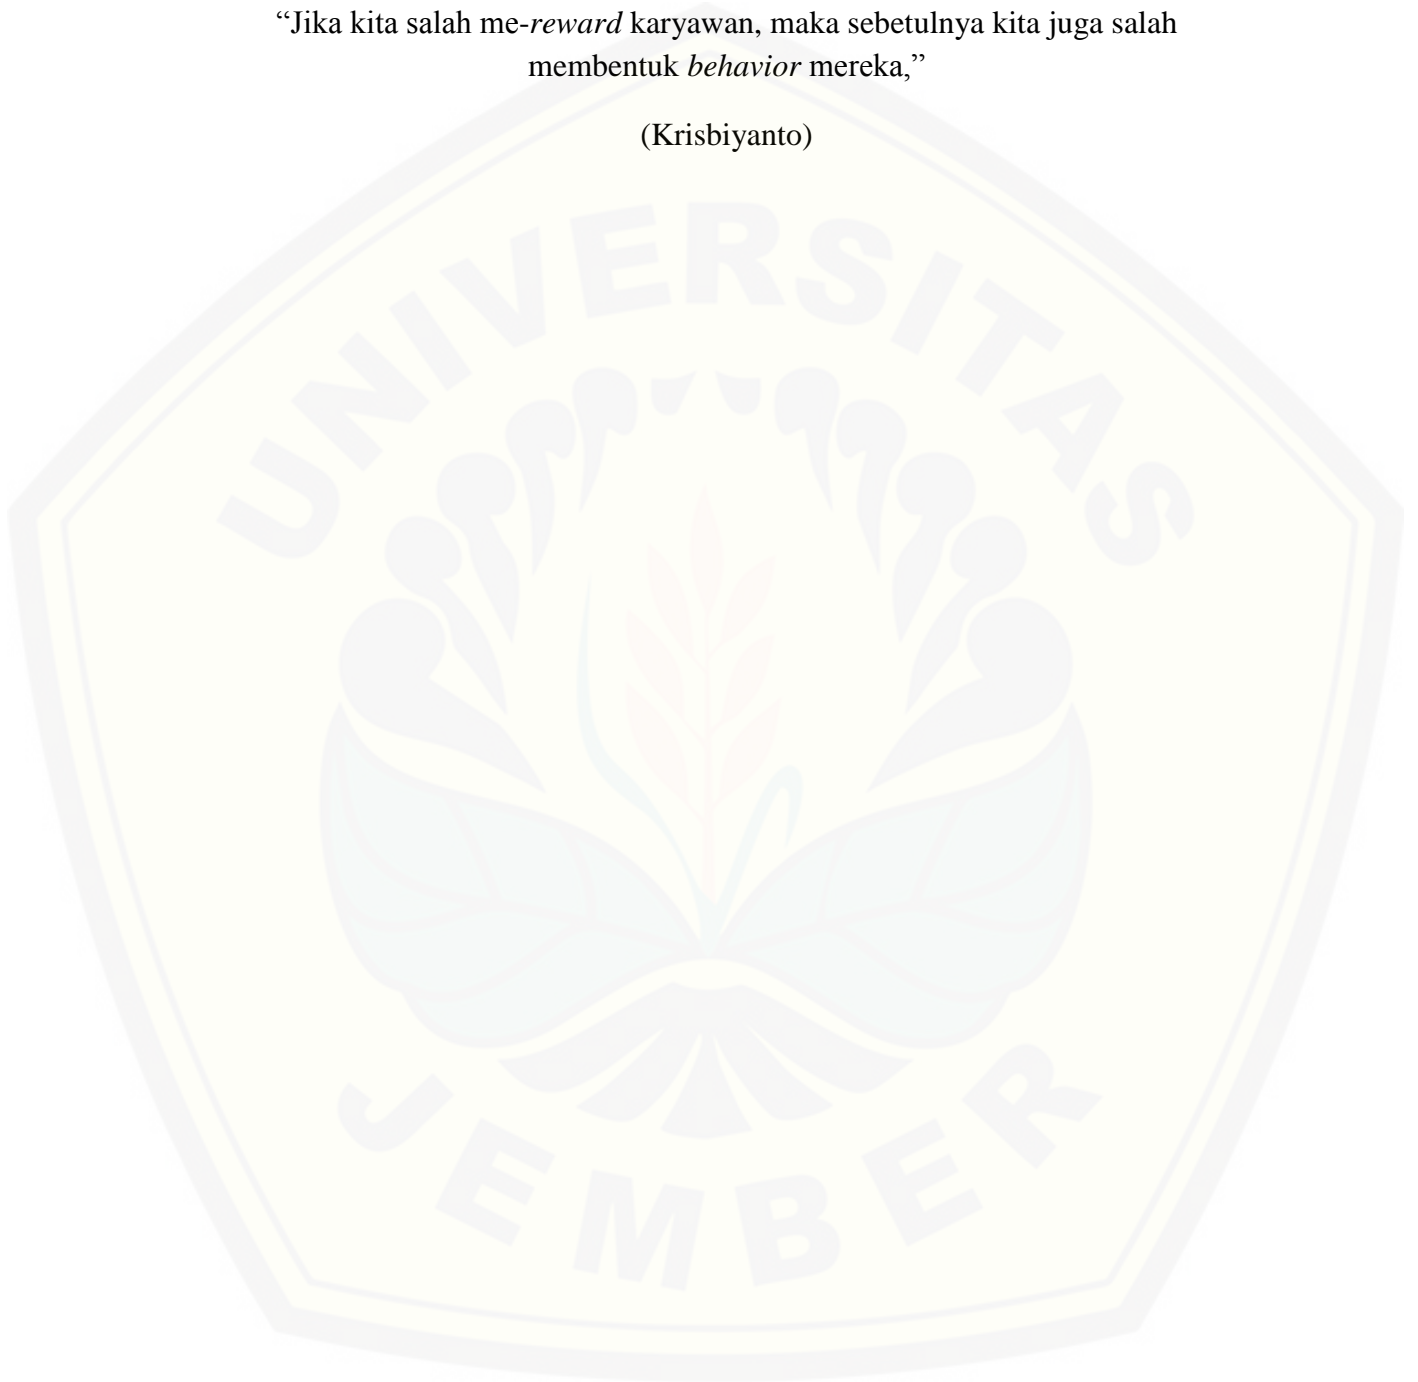 “Jika kita salah me-reward karyawan, maka sebetulnya kita juga salah
membentuk behavior mereka,”
(Krisbiyanto)
UNIVERSITAS
JEMBER